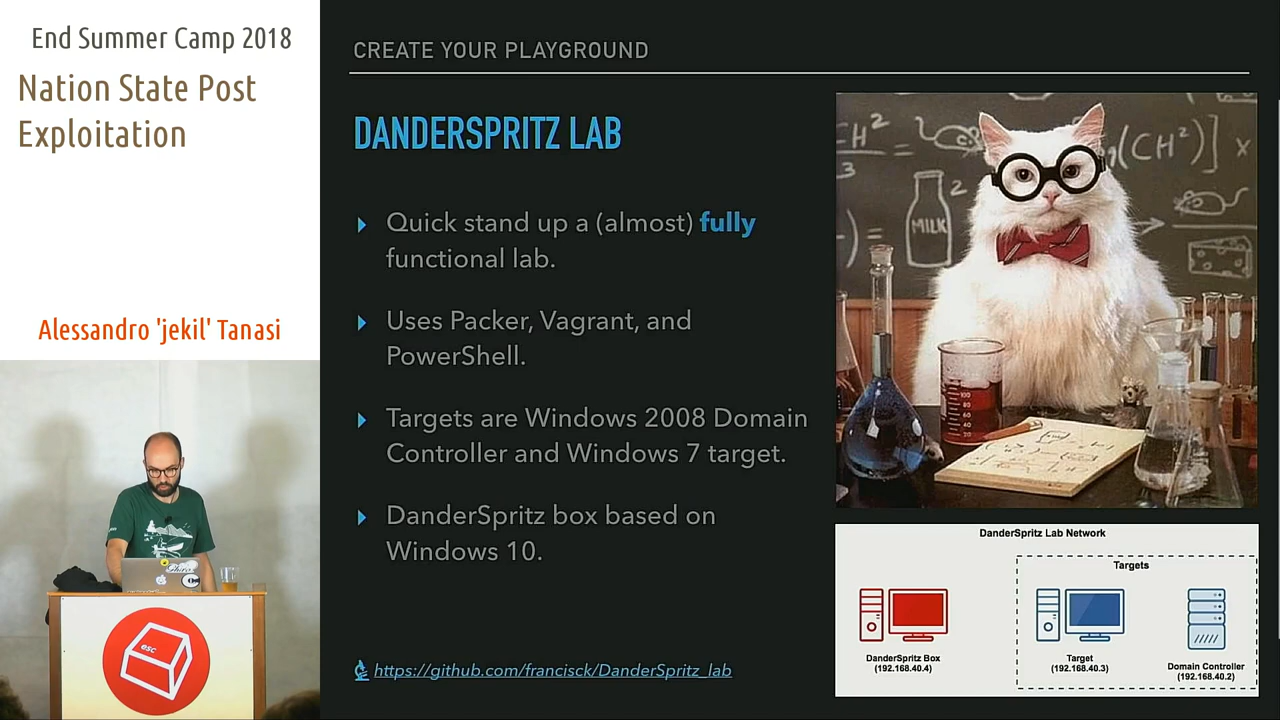 End Summer Camp 2018
Nation State Post
Exploitation
Alessandro 'jekil' Tanasi
esc
CREATE YOUR PLAYGROUND
DANDERSPRITZ LAB
Quick stand up a (almost) fully
functional lab.
Uses Packer, Vagrant, and
PowerShell.
Targets are Windows 2008 Domain
Controller and Windows 7 target.
DanderSpritz box based on
Windows 10.
https://github.com/francisck/DanderSpritz_lab
MILK
DanderSpritz Lab Network
Targets
DanderSpritz Box
(192.168.40.4)
Target
(192.168.40.3)
Domain Controller
(192.168.40.2)